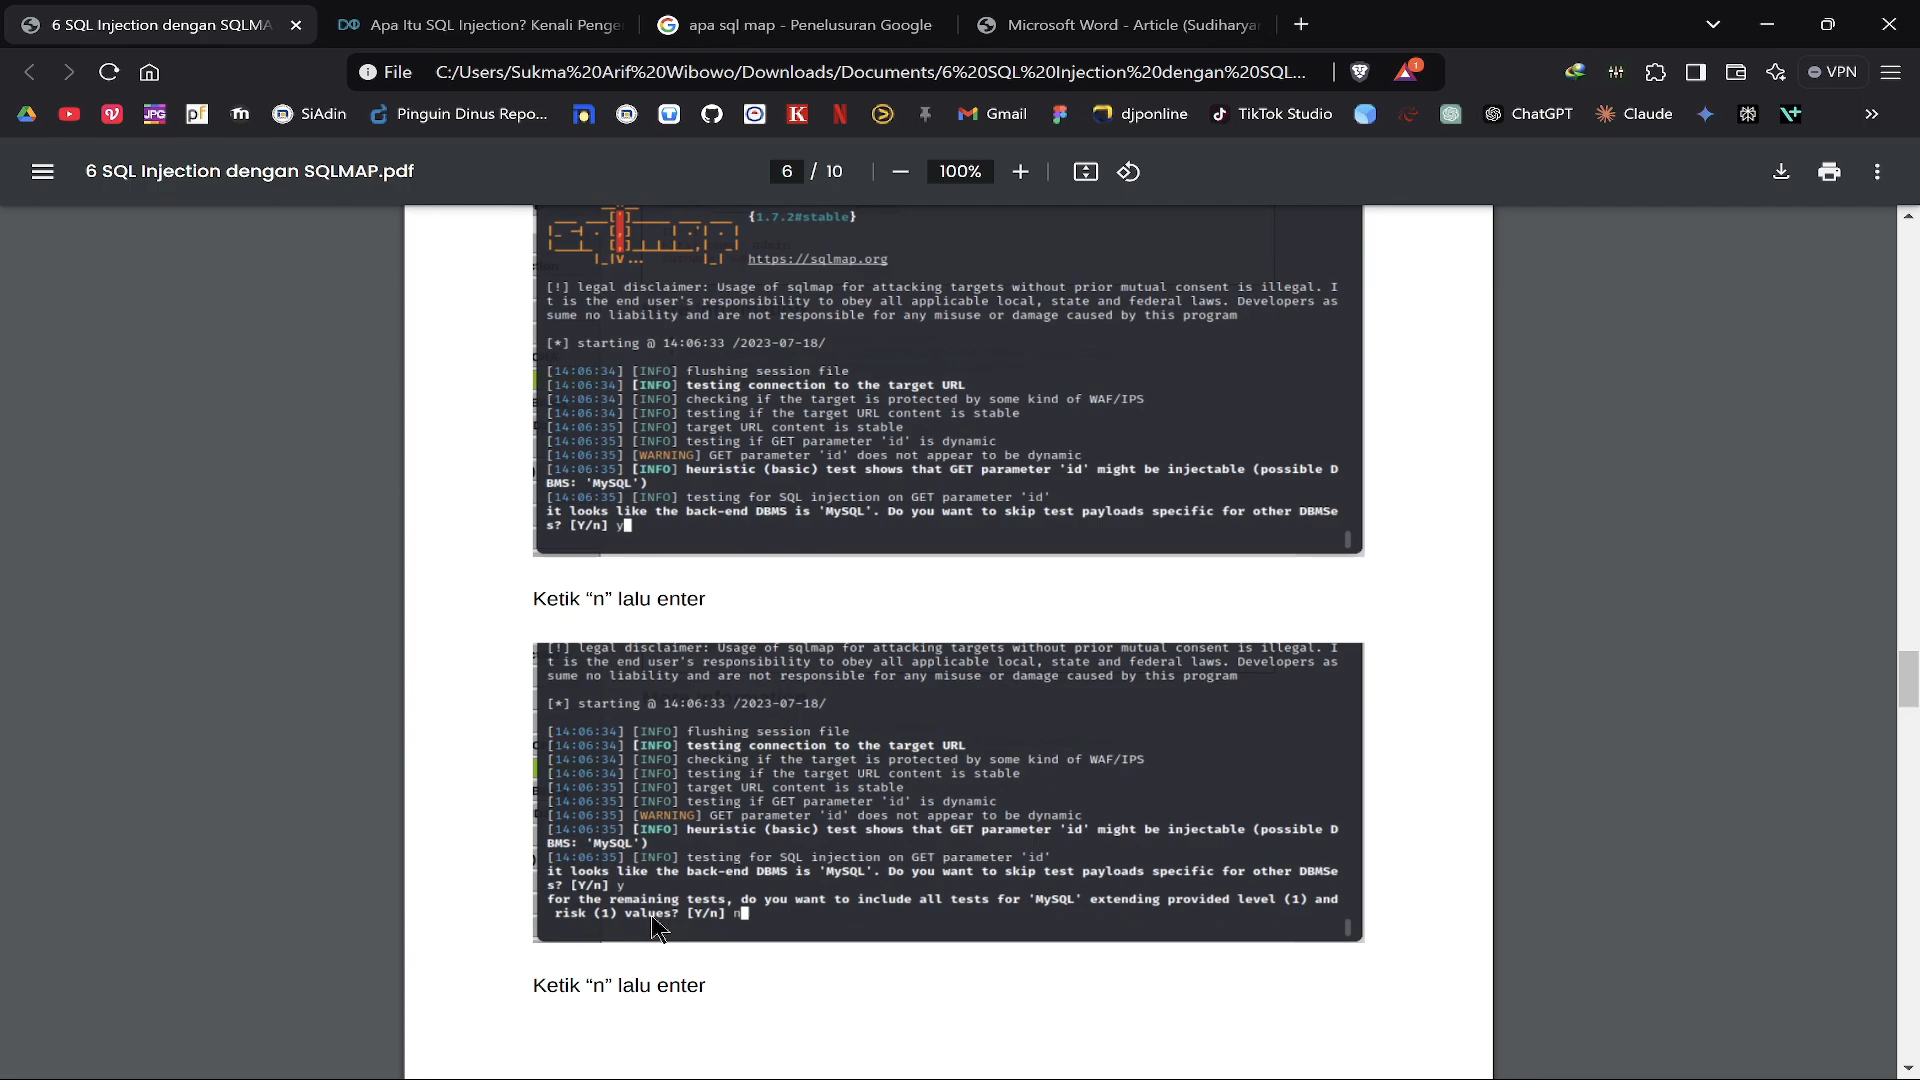 6 SQL Injection dengan SQLMA
Apa Itu SQL Injection? Kenali Penge
apa sql map - Penelusuran Google
Microsoft Word - Article (Sudiharya
File C:/Users/Sukma%20Arif%20Wibowo/Downloads/Documents/6%20SQL%20Injection%20dengan%20SQL...
1
VPN
JPG
pf
m
SiAdin
Pinguin Dinus Repo...
K
N
Gmail
djponline
TikTok Studio
ChatGPT
Claude
6 SQL Injection dengan SQLMAP.pdf
6 / 10
100%
{1.7.2#stable}
https://sqlmap.org
[!] legal disclaimer: Usage of sqlmap for attacking targets without prior mutual consent is illegal. I
t is the end user's responsibility to obey all applicable local, state and federal laws. Developers as
sume no liability and are not responsible for any misuse or damage caused by this program
[*] starting @ 14:06:33 /2023-07-18/
[14:06:34] [INFO] flushing session file
[14:06:34] [INFO] testing connection to the target URL
[14:06:34] [INFO] checking if the target is protected by some kind of WAF/IPS
[14:06:34] [INFO] testing if the target URL content is stable
[14:06:35] [INFO] target URL content is stable
[14:06:35] [INFO] testing if GET parameter 'id' is dynamic
[14:06:35] [WARNING] GET parameter 'id' does not appear to be dynamic
[14:06:35] [INFO] heuristic (basic) test shows that GET parameter 'id' might be injectable (possible D
BMS: 'MySQL')
[14:06:35] [INFO] testing for SQL injection on GET parameter 'id'
it looks like the back-end DBMS is 'MySQL'. Do you want to skip test payloads specific for other DBMSe
s? [Y/n] y
Ketik “n” lalu enter
[!] legal disclaimer: Usage of sqlmap for attacking targets without prior mutual consent is illegal. I
t is the end user's responsibility to obey all applicable local, state and federal laws. Developers as
sume no liability and are not responsible for any misuse or damage caused by this program
[*] starting @ 14:06:33 /2023-07-18/
[14:06:34] [INFO] flushing session file
[14:06:34] [INFO] testing connection to the target URL
[14:06:34] [INFO] checking if the target is protected by some kind of WAF/IPS
[14:06:34] [INFO] testing if the target URL content is stable
[14:06:35] [INFO] target URL content is stable
[14:06:35] [INFO] testing if GET parameter 'id' is dynamic
[14:06:35] [WARNING] GET parameter 'id' does not appear to be dynamic
[14:06:35] [INFO] heuristic (basic) test shows that GET parameter 'id' might be injectable (possible D
BMS: 'MySQL')
[14:06:35] [INFO] testing for SQL injection on GET parameter 'id'
it looks like the back-end DBMS is 'MySQL'. Do you want to skip test payloads specific for other DBMSe
s? [Y/n] y
for the remaining tests, do you want to include all tests for 'MySQL' extending provided level (1) and
risk (1) values? [Y/n] n
Ketik “n” lalu enter